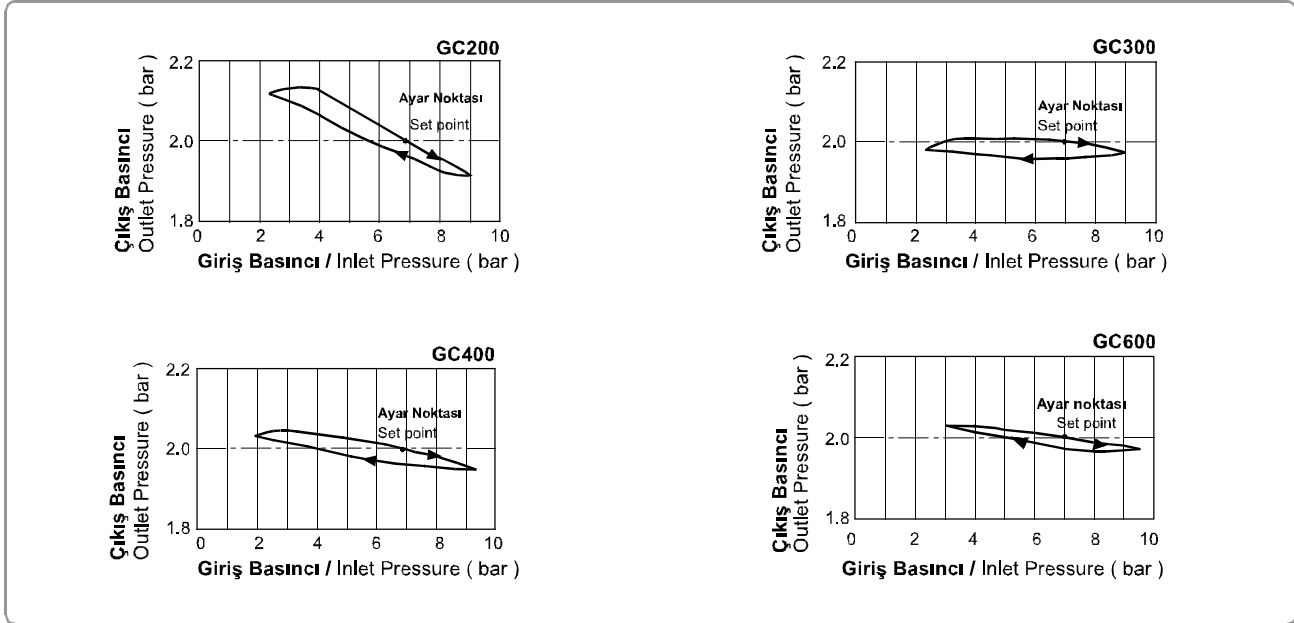 GC200
2.2
2.0
1.8
Çıkış Basıncı
Outlet Pressure ( bar )
Ayar Noktası
Set point
0 2 4 6 8 10
Giriş Basıncı / Inlet Pressure ( bar )
GC300
2.2
2.0
1.8
Çıkış Basıncı
Outlet Pressure ( bar )
Ayar Noktası
Set point
0 2 4 6 8 10
Giriş Basıncı / Inlet Pressure ( bar )
GC400
2.2
2.0
1.8
Çıkış Basıncı
Outlet Pressure ( bar )
Ayar Noktası
Set point
0 2 4 6 8 10
Giriş Basıncı / Inlet Pressure ( bar )
GC600
2.2
2.0
1.8
Çıkış Basıncı
Outlet Pressure ( bar )
Ayar noktası
Set point
0 2 4 6 8 10
Giriş Basıncı / Inlet Pressure ( bar )